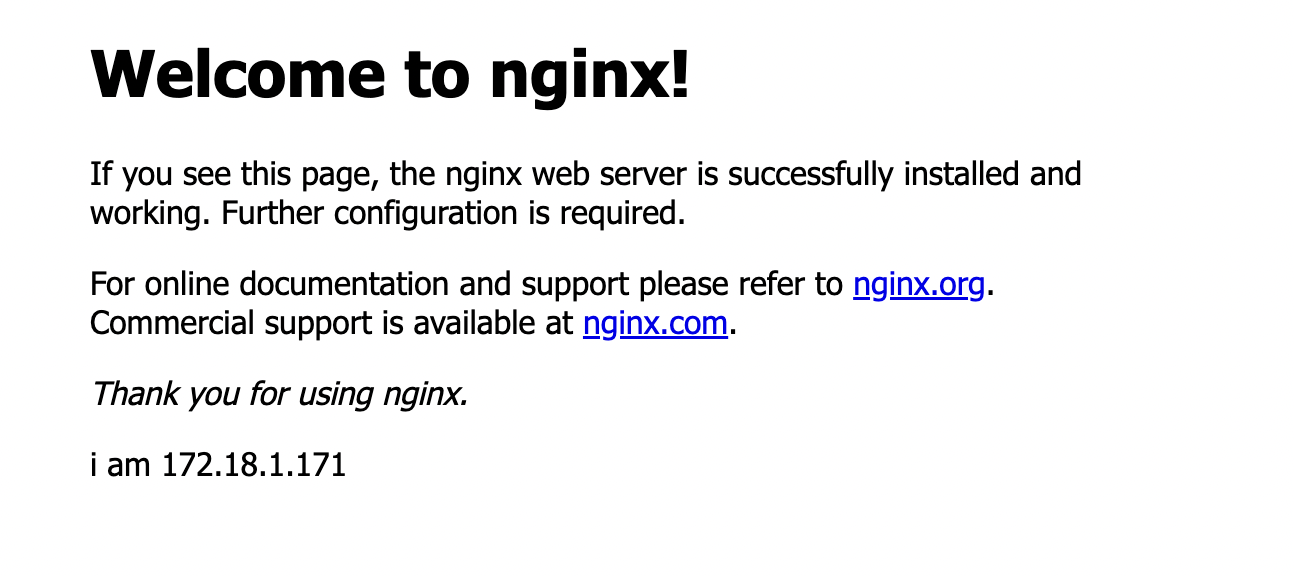 Welcome to nginx!
If you see this page, the nginx web server is successfully installed and
working. Further configuration is required.
For online documentation and support please refer to nginx.org.
Commercial support is available at nginx.com.
Thank you for using nginx.
i am 172.18.1.171